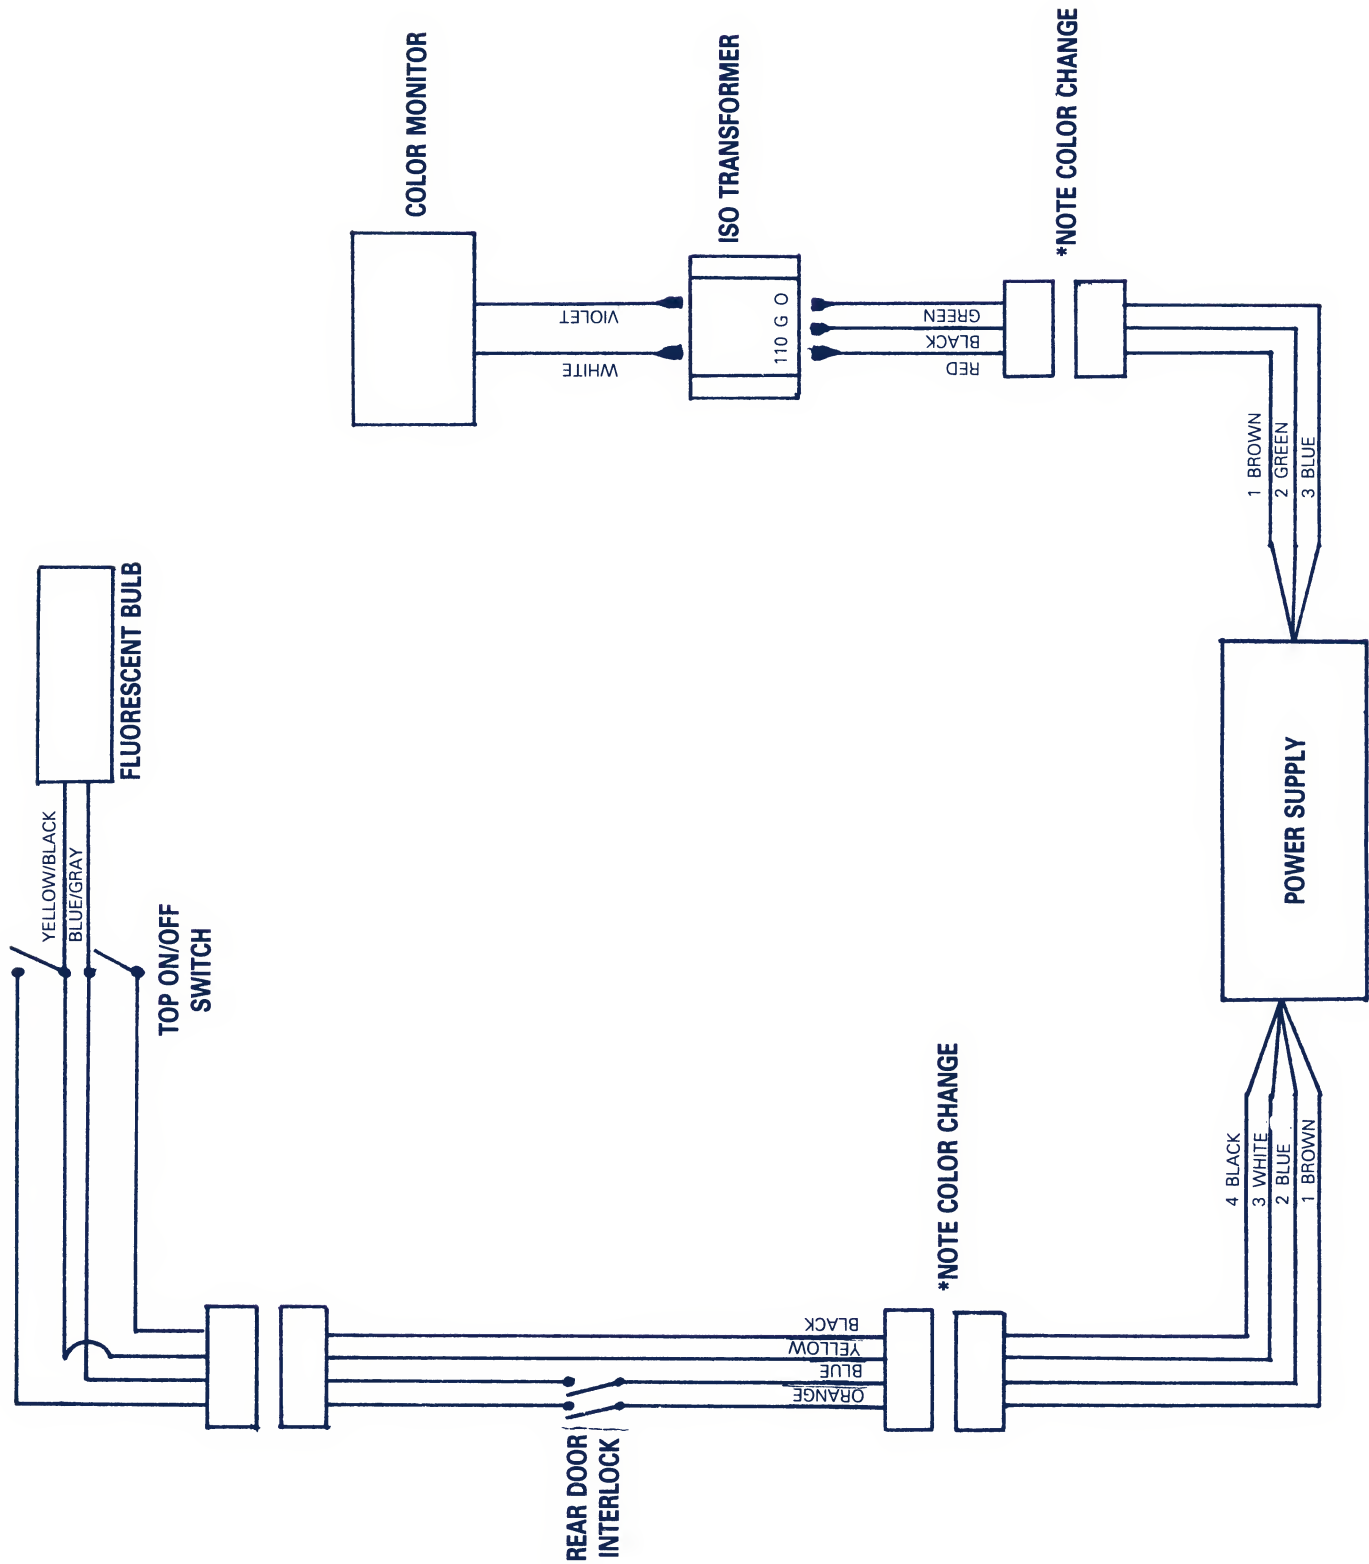 COLOR MONITOR
VIOLET
WHITE
ISO TRANSFORMER
110 G O
GREEN
BLACK
RED
*NOTE COLOR CHANGE
1 BROWN
2 GREEN
3 BLUE
FLUORESCENT BULB
YELLOW/BLACK
BLUE/GRAY
TOP ON/OFF
SWITCH
POWER SUPPLY
*NOTE COLOR CHANGE
4 BLACK
3 WHITE
2 BLUE
1 BROWN
BLACK
YELLOW
BLUE
ORANGE
REAR DOOR
INTERLOCK